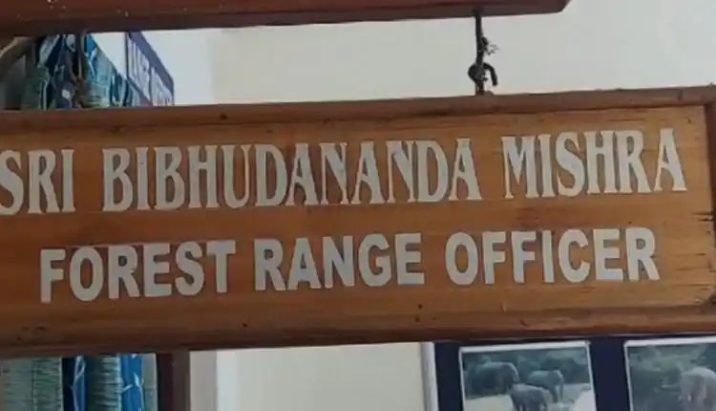 SRI BIBHUDANANDA MISHRA
FOREST RANGE OFFICER